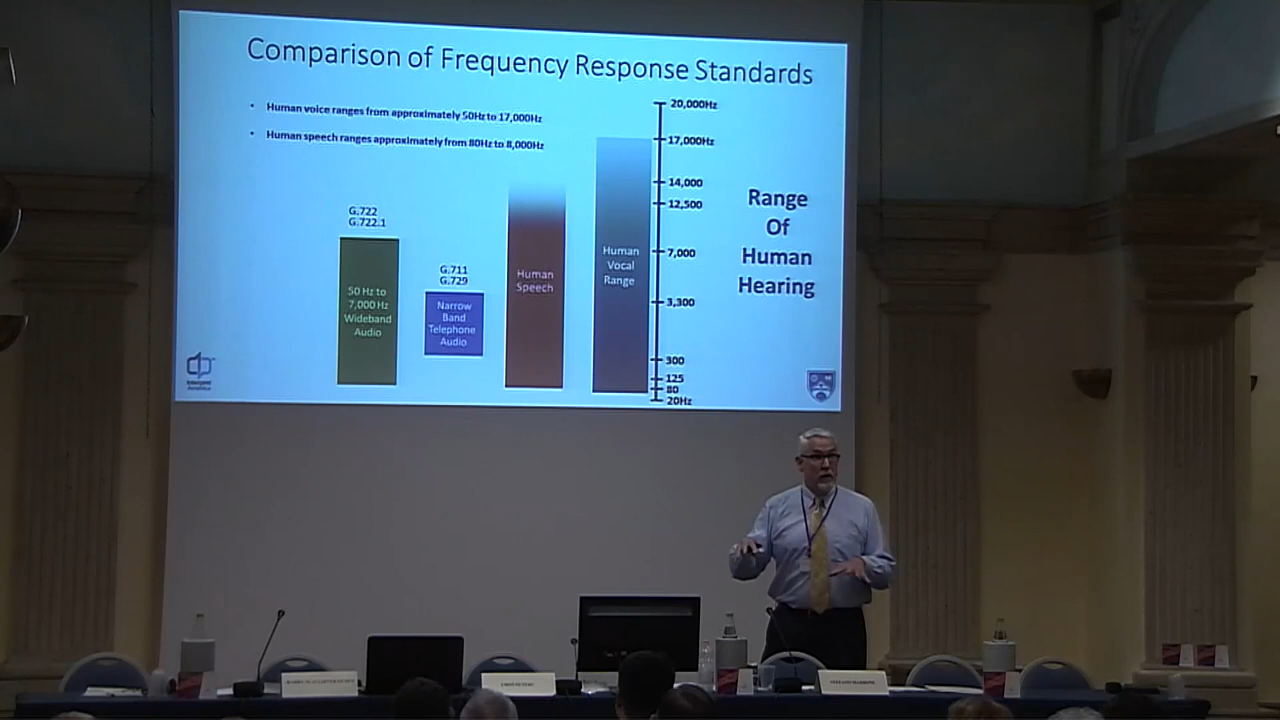 Comparison of Frequency Response Standards
• Human voice ranges from approximately 50Hz to 17,000Hz
• Human speech ranges approximately from 80Hz to 8,000Hz
G.722
G.722.1
50 Hz to
7,000 Hz
Wideband
Audio
G.711
G.729
Narrow
Band
Telephone
Audio
Human
Speech
Human
Vocal
Range
20,000Hz
17,000Hz
14,000
12,500
7,000
3,300
300
125
80
20Hz
Range
Of
Human
Hearing